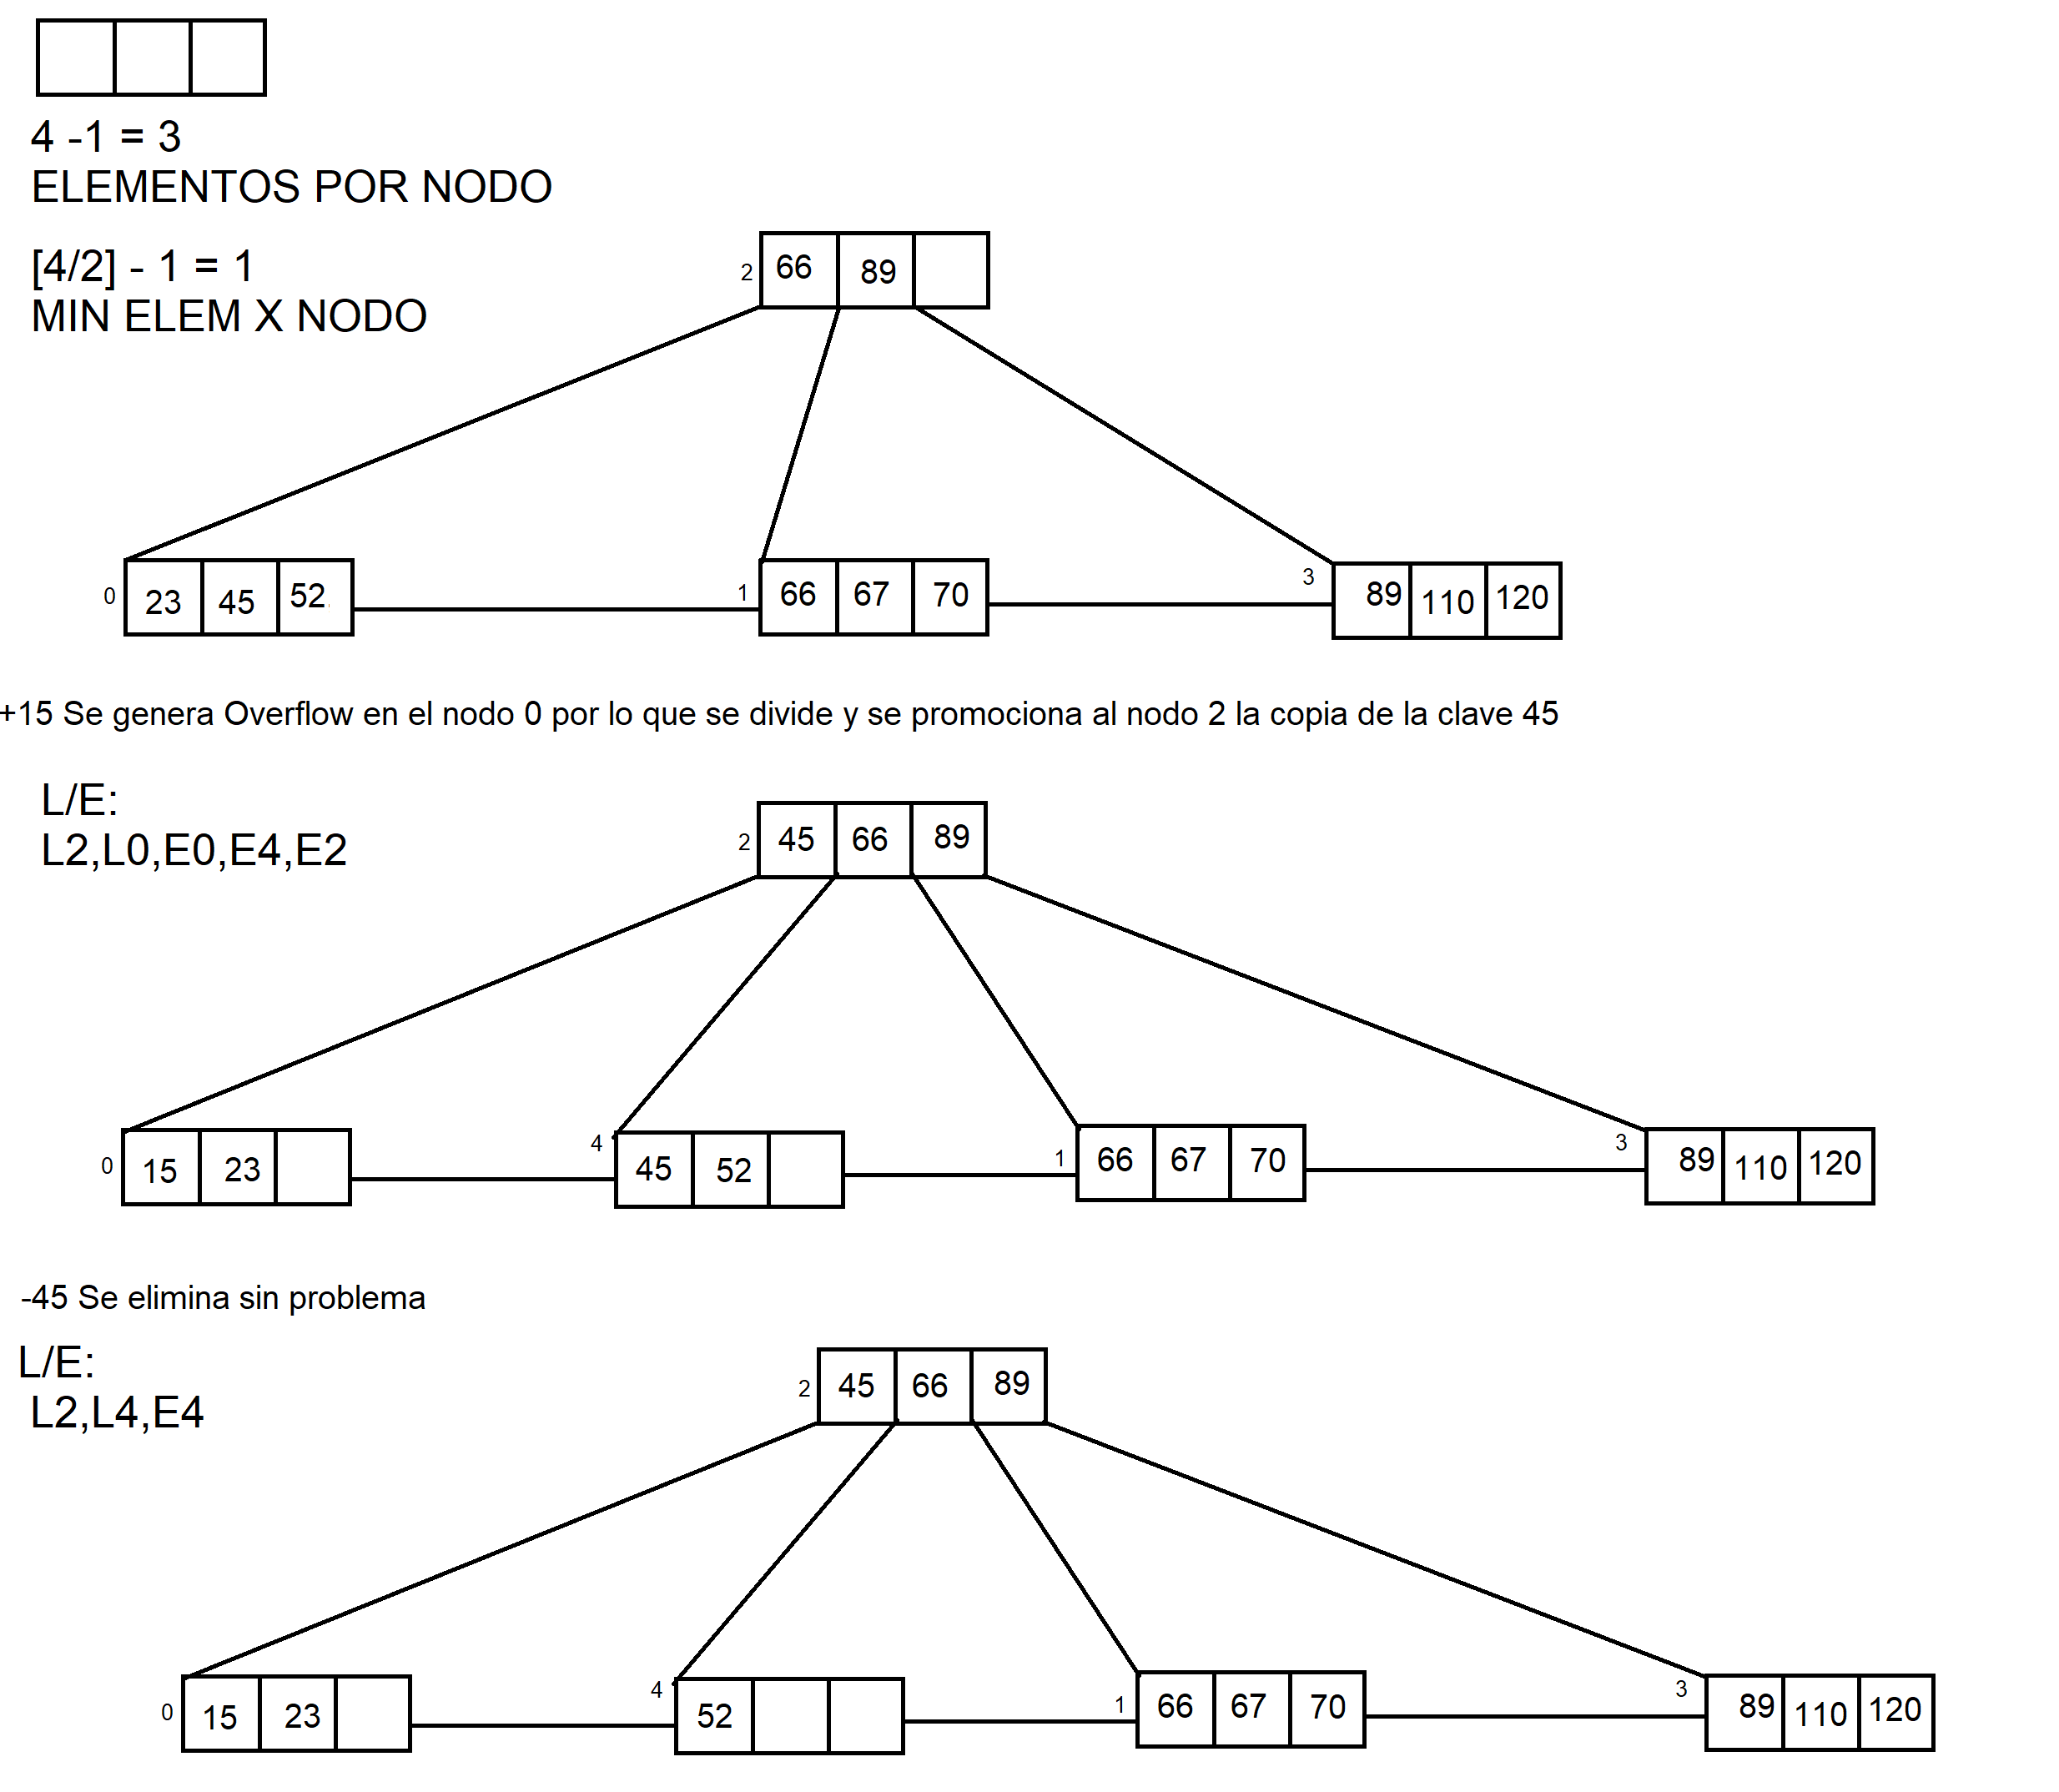 4 -1 = 3
ELEMENTOS POR NODO
[4/2] - 1 = 1
MIN ELEM X NODO
2 66 89
0 23 45 52
1 66 67 70
3 89 110 120
+15 Se genera Overflow en el nodo 0 por lo que se divide y se promociona al nodo 2 la copia de la clave 45
L/E:
L2,L0,E0,E4,E2
2 45 66 89
0 15 23
4 45 52
1 66 67 70
3 89 110 120
-45 Se elimina sin problema
L/E:
L2,L4,E4
2 45 66 89
0 15 23
4 52
1 66 67 70
3 89 110 120